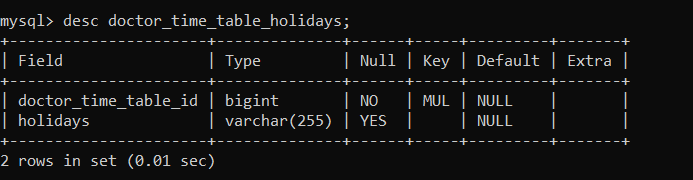 mysql> desc doctor_time_table_holidays;
+----------------------+--------------+------+-----+---------+-------+
| Field                | Type         | Null | Key | Default | Extra |
+----------------------+--------------+------+-----+---------+-------+
| doctor_time_table_id | bigint       | NO   | MUL | NULL    |       |
| holidays             | varchar(255) | YES  |     | NULL    |       |
+----------------------+--------------+------+-----+---------+-------+
2 rows in set (0.01 sec)